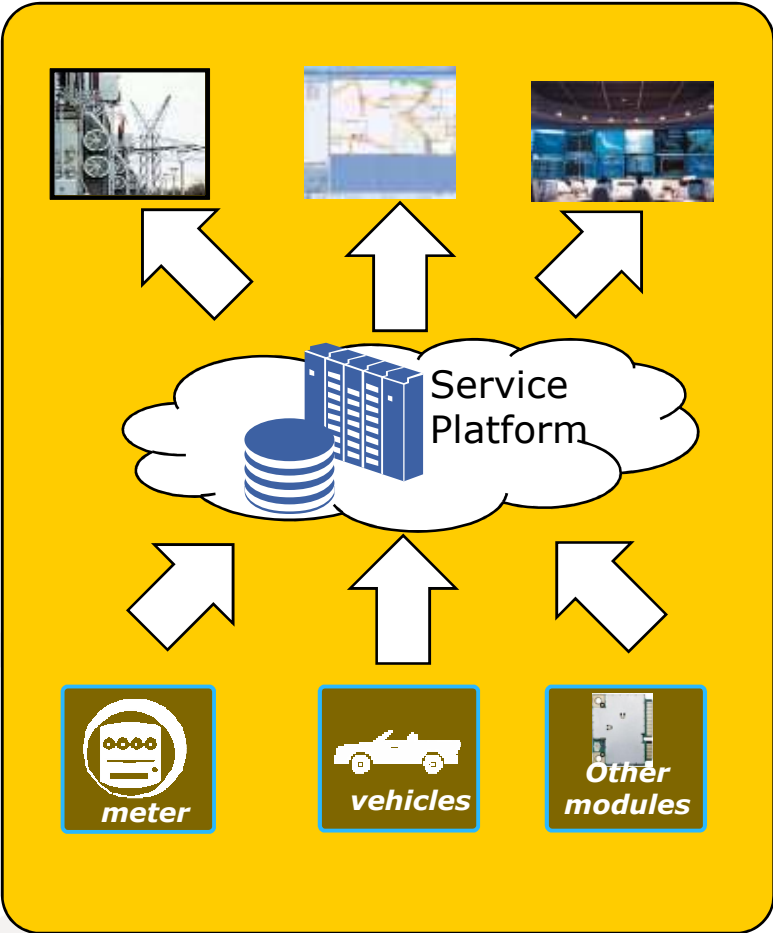 Service
Platform
meter
vehicles
Other
modules